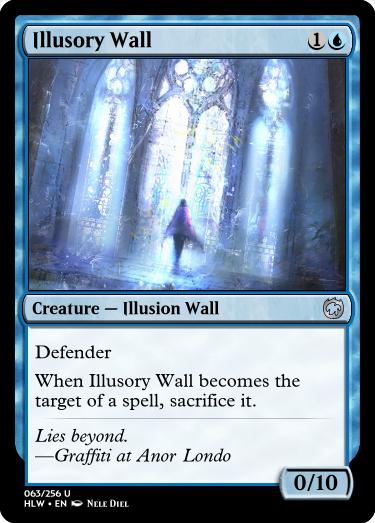 Illusory Wall 1
Creature — Illusion Wall
Defender
When Illusory Wall becomes the
target of a spell, sacrifice it.
Lies beyond.
—Graffiti at Anor Londo
0/10
063/256 U
HLW • EN Nele Diel